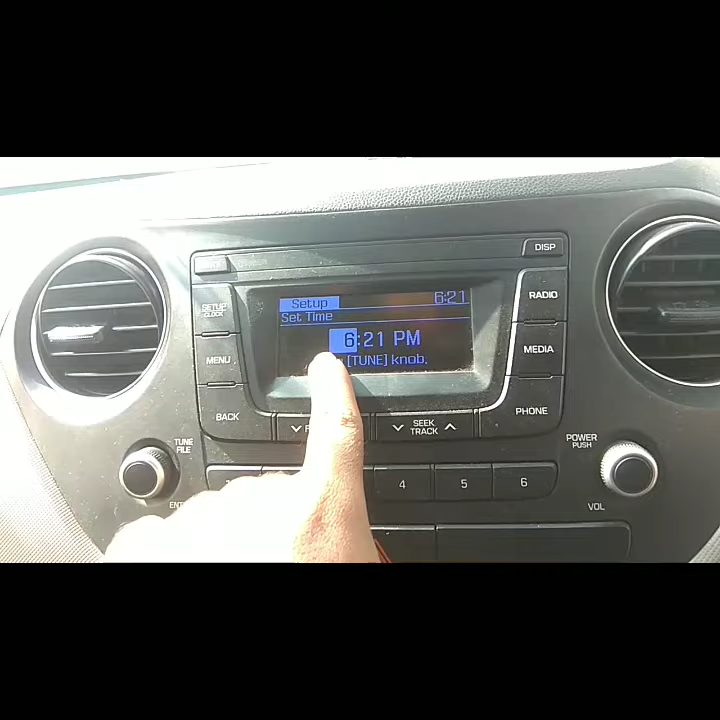 DISP
SETUP
CLOCK
Setup 6:21
RADIO
Set Time
6:21 PM
MENU
[TUNE] knob.
MEDIA
BACK
PHONE
SEEK
TRACK
TUNE
FILE
POWER
PUSH
4 5 6
VOL